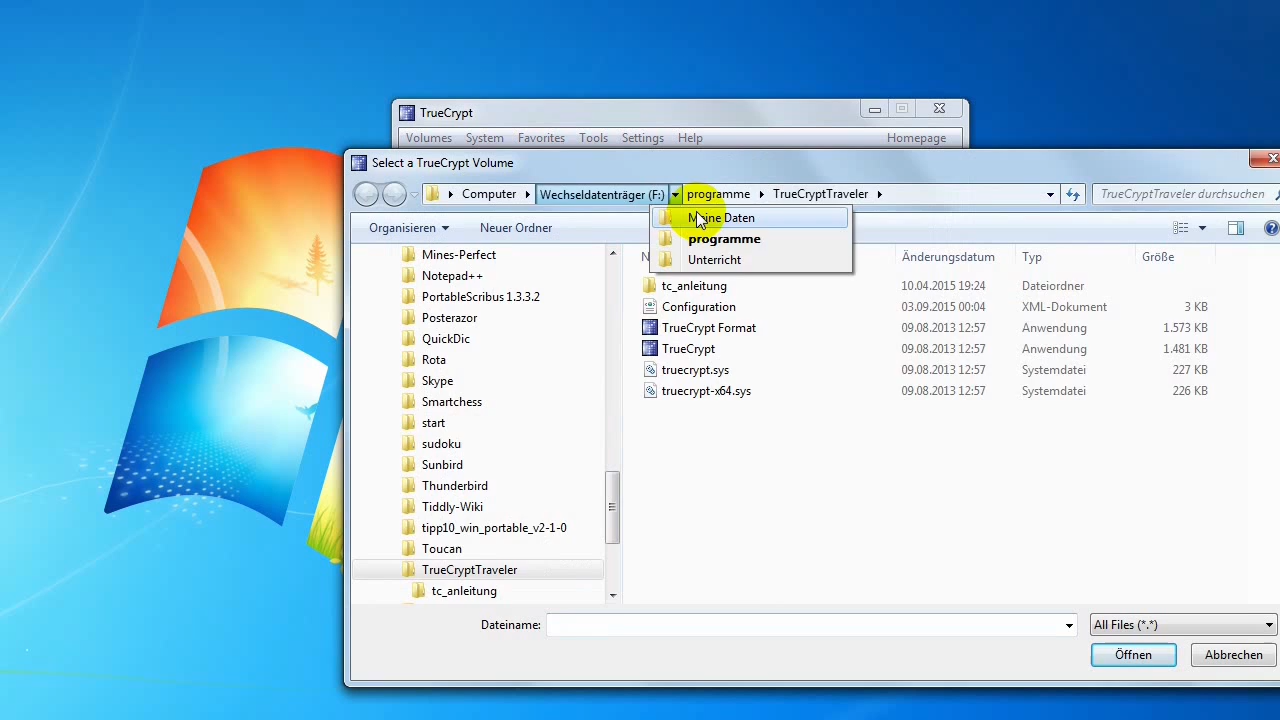 TrueCrypt
Volumes System Favorites Tools Settings Help Homepage
Select a TrueCrypt Volume
Computer Wechseldatenträger (F:) programme TrueCryptTraveler TrueCryptTraveler durchsuchen
Meine Daten
programme
Unterricht
Organisieren Neuer Ordner
Änderungsdatum Typ Größe
Mines-Perfect
Notepad++
PortableScribus 1.3.3.2
Posterazor
QuickDic
Rota
Skype
Smartchess
start
sudoku
Sunbird
Thunderbird
Tiddly-Wiki
tipp10_win_portable_v2-1-0
Toucan
TrueCryptTraveler
tc_anleitung
tc_anleitung 10.04.2015 19:24 Dateiordner
Configuration 03.09.2015 00:04 XML-Dokument 3 KB
TrueCrypt Format 09.08.2013 12:57 Anwendung 1.573 KB
TrueCrypt 09.08.2013 12:57 Anwendung 1.481 KB
truecrypt.sys 09.08.2013 12:57 Systemdatei 227 KB
truecrypt-x64.sys 09.08.2013 12:57 Systemdatei 226 KB
Dateiname: All Files (*.*)
Öffnen Abbrechen